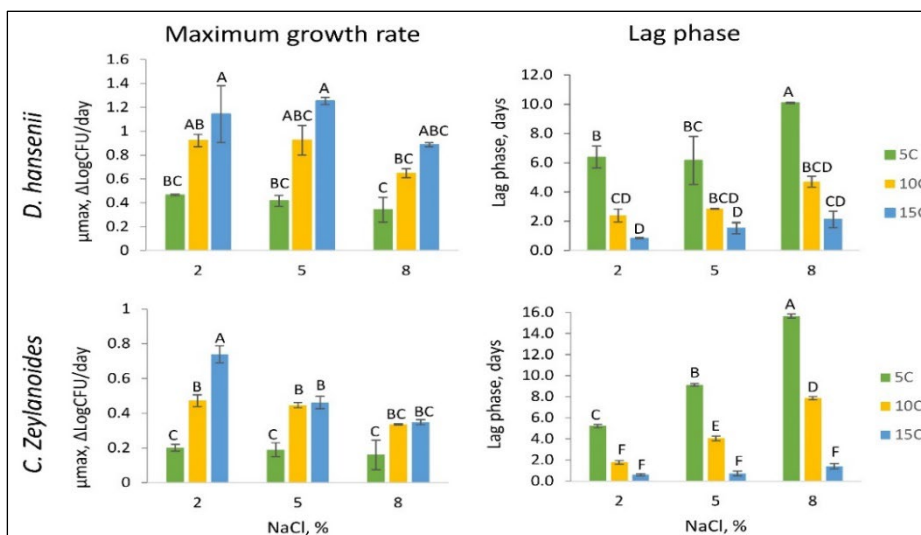 Maximum growth rate
Lag phase
D. hansenii
µmax, ΔLogCFU/day
1.6
1.4
1.2
1
0.8
0.6
0.4
0.2
0
BC
AB
A
BC
ABC
A
C
BC
ABC
2
5
8
Lag phase, days
12.0
10.0
8.0
6.0
4.0
2.0
0.0
B
CD
D
BC
BCD
D
A
BCD
CD
2
5
8
5C
10C
15C
C. Zeylanoides
µmax, ΔLogCFU/day
1
0.8
0.6
0.4
0.2
0
C
B
A
C
B
B
C
BC
BC
2
5
8
NaCl, %
Lag phase, days
16.0
14.0
12.0
10.0
8.0
6.0
4.0
2.0
0.0
C
F
F
B
E
F
A
D
F
2
5
8
NaCl, %
5C
10C
15C